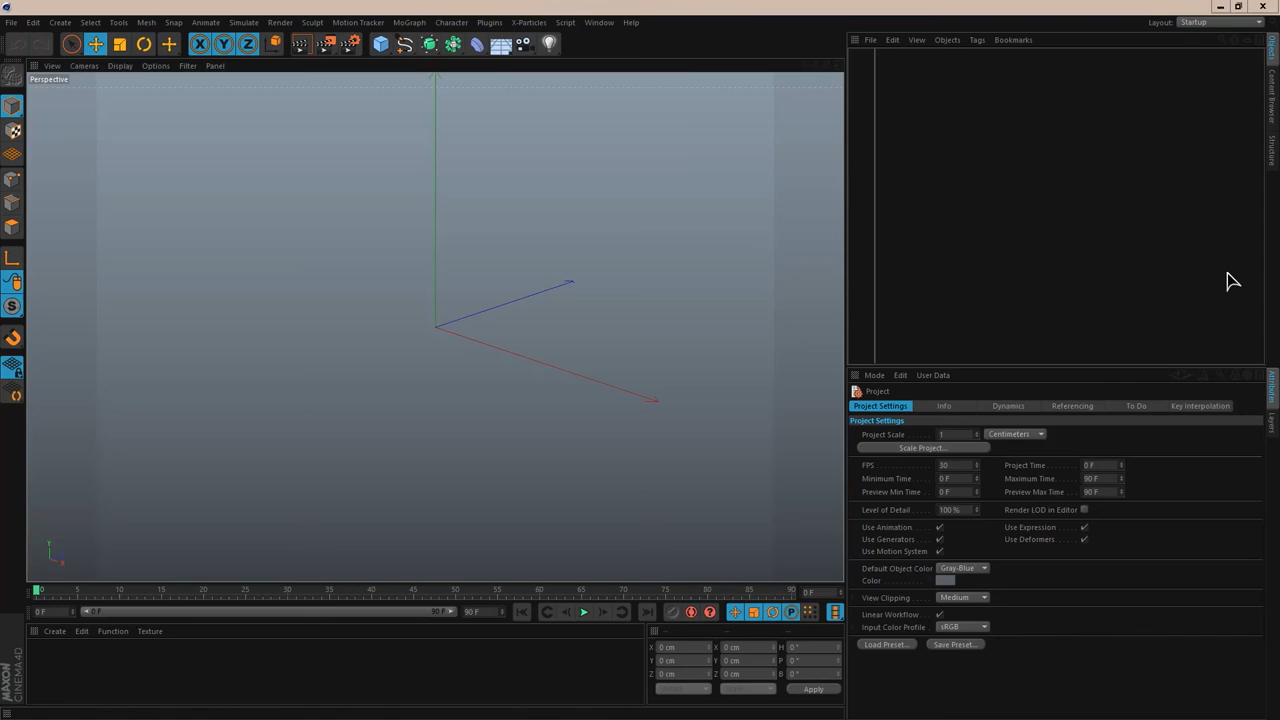 File Edit Create Select Tools Mesh Snap Animate Simulate Render Sculpt Motion Tracker MoGraph Character Plugins X-Particles Script Window Help
Layout: Startup
X Y Z
File Edit View Objects Tags Bookmarks
Objects
Content Browser
Structure
View Cameras Display Options Filter Panel
Perspective
Y
X
S
Mode Edit User Data
Attributes
Layers
Project
Project Settings Info Dynamics Referencing To Do Key Interpolation
Project Settings
Project Scale 1 Centimeters
Scale Project...
FPS 30 Project Time 0 F
Minimum Time 0 F Maximum Time 90 F
Preview Min Time 0 F Preview Max Time 90 F
Level of Detail 100 % Render LOD in Editor
Use Animation Use Expression
Use Generators Use Deformers
Use Motion System
Default Object Color Gray-Blue
Color
View Clipping Medium
Linear Workflow
Input Color Profile sRGB
Load Preset... Save Preset...
0 5 10 15 20 25 30 35 40 45 50 55 60 65 70 75 80 85 90 0 F
0 F 0 F 90 F 90 F
P
Create Edit Function Texture
X 0 cm X 0 cm H 0 °
Y 0 cm Y 0 cm P 0 °
Z 0 cm Z 0 cm B 0 °
Apply
MAXON
CINEMA 4D